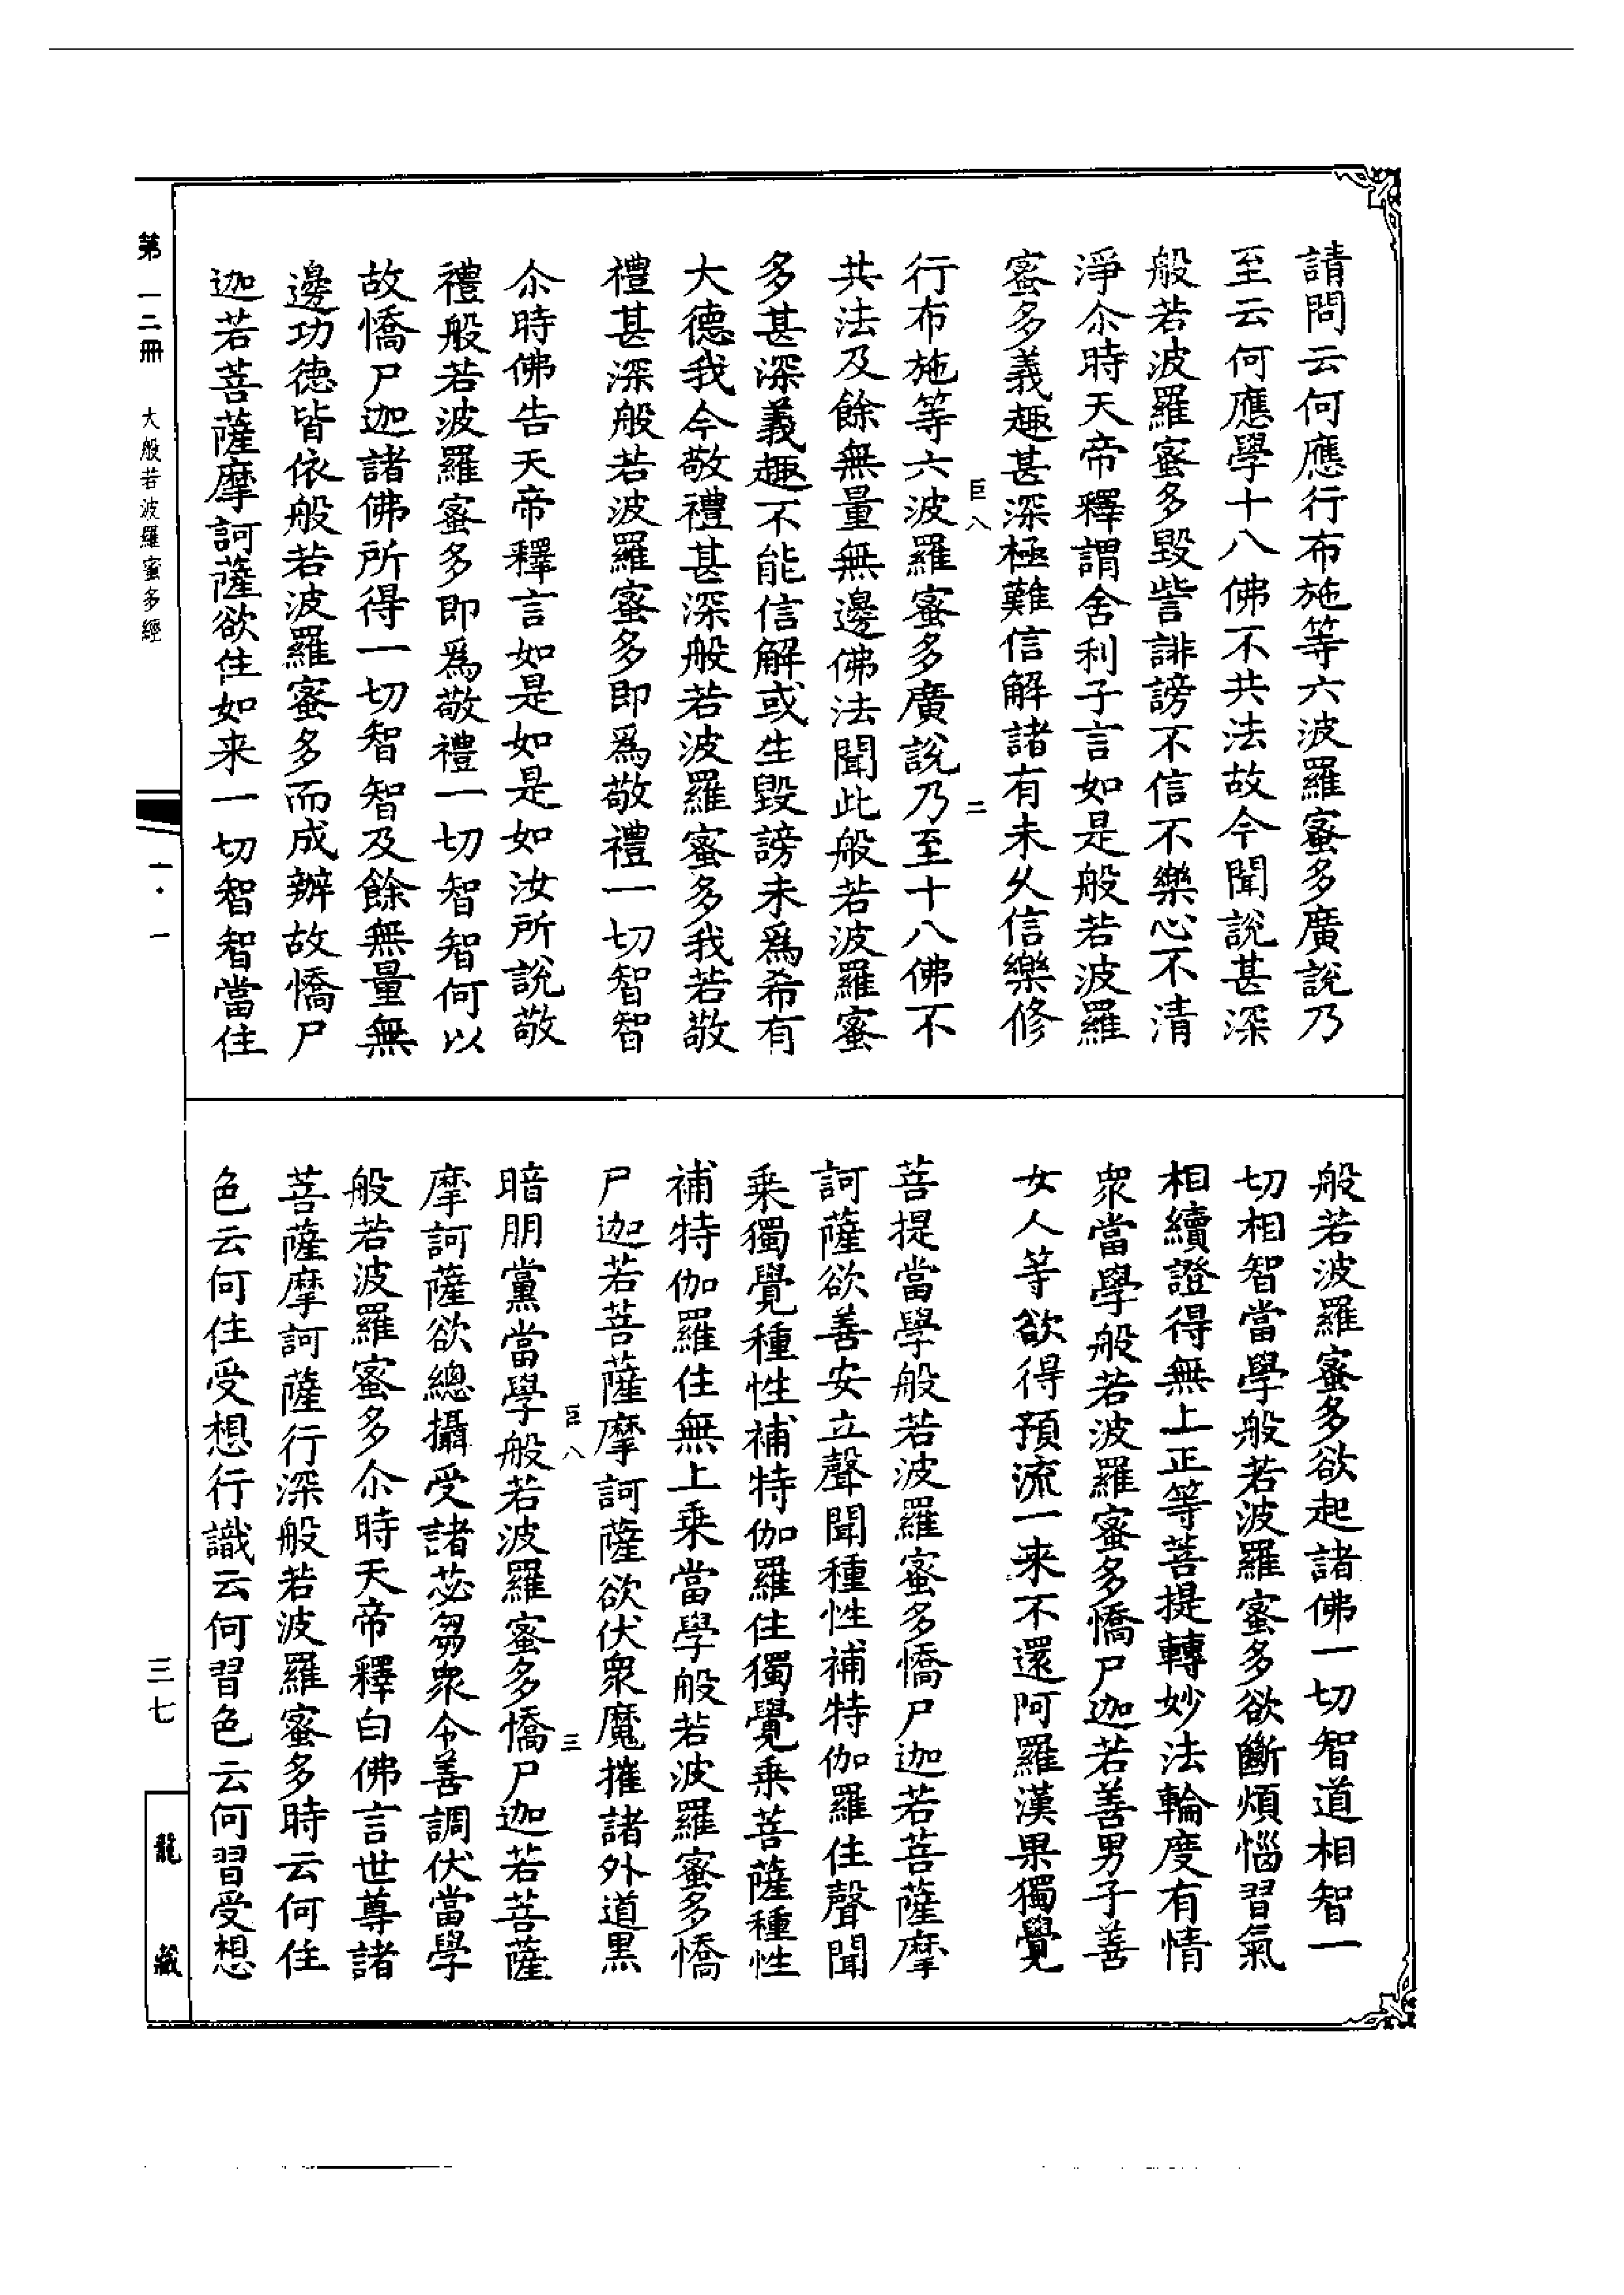 請問云何應行布施等六波羅蜜多廣說乃
至云何應學十八佛不共法故今聞說甚深
般若波羅蜜多毀訾誹謗不信不樂心不清
淨尒時天帝釋謂舍利子言如是般若波羅
蜜多義趣甚深極難信解諸有未久信樂修
巨八 二
行布施等六波羅蜜多廣說乃至十八佛不
共法及餘無量無邊佛法聞此般若波羅蜜
多甚深義趣不能信解或生毀謗未爲希有
大德我今敬禮甚深般若波羅蜜多我若敬
禮甚深般若波羅蜜多即爲敬禮一切智智
尒時佛告天帝釋言如是如是如汝所說敬
禮般若波羅蜜多即爲敬禮一切智智何以
故憍尸迦諸佛所得一切智智及餘無量無
邊功德皆依般若波羅蜜多而成辦故憍尸
迦若菩薩摩訶薩欲住如来一切智智當住
般若波羅蜜多欲起諸佛一切智道相智一
切相智當學般若波羅蜜多欲斷煩惱習氣
相續證得無上正等菩提轉妙法輪度有情
衆當學般若波羅蜜多憍尸迦若善男子善
女人等欲得預流一来不還阿羅漢果獨覺
菩提當學般若波羅蜜多憍尸迦若菩薩摩
訶薩欲善安立聲聞種性補特伽羅住聲聞
乗獨覺種性補特伽羅住獨覺乗菩薩種性
補特伽羅住無上乗當學般若波羅蜜多憍
尸迦若菩薩摩訶薩欲伏衆魔摧諸外道黒
巨八 三
暗朋黨當學般若波羅蜜多憍尸迦若菩薩
摩訶薩欲總攝受諸苾芻衆令善調伏當學
般若波羅蜜多尒時天帝釋白佛言世尊諸
菩薩摩訶薩行深般若波羅蜜多時云何住
色云何住受想行識云何習色云何習受想
第一二冊 大般若波羅蜜多經
一·一
三七
龍藏